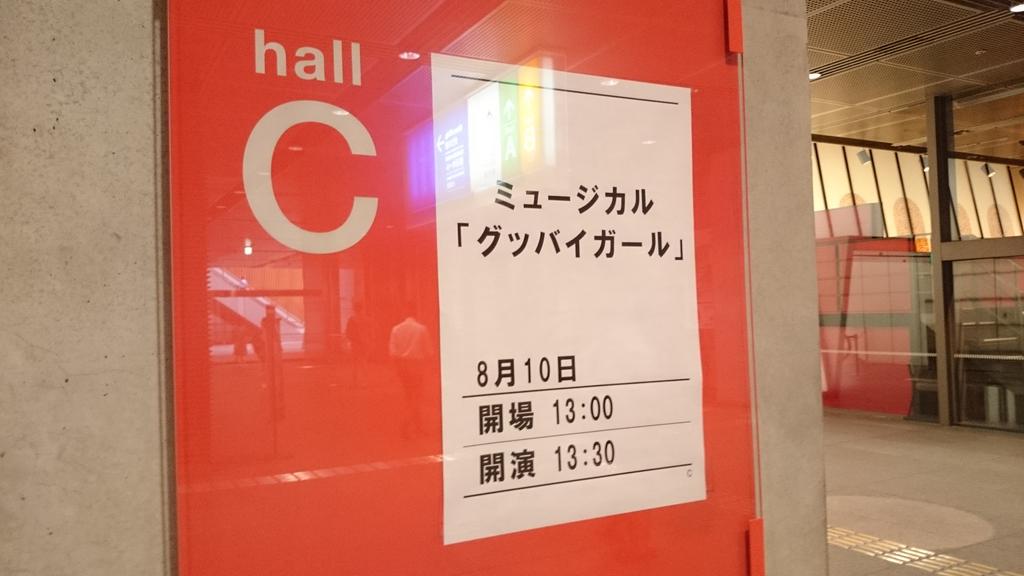 hall
C
ミュージカル
「グッバイガール」
8月10日
開場 13:00
開演 13:30
C
A
B